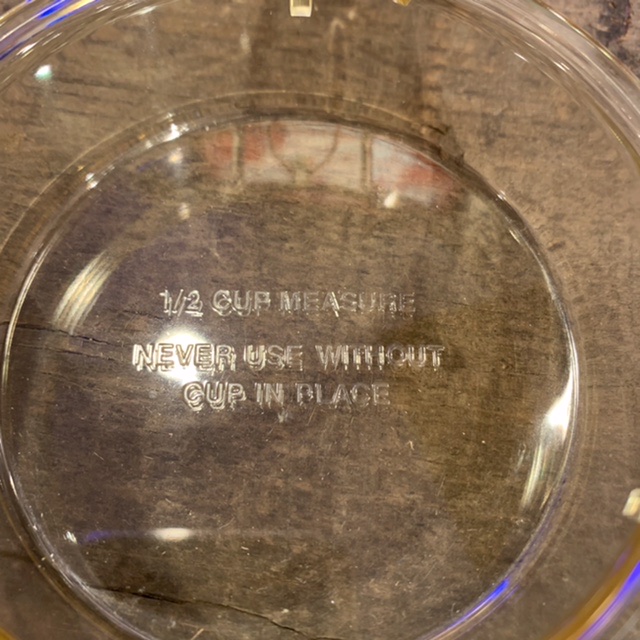 1/2 CUP MEASURE
NEVER USE WITHOUT
CUP IN PLACE